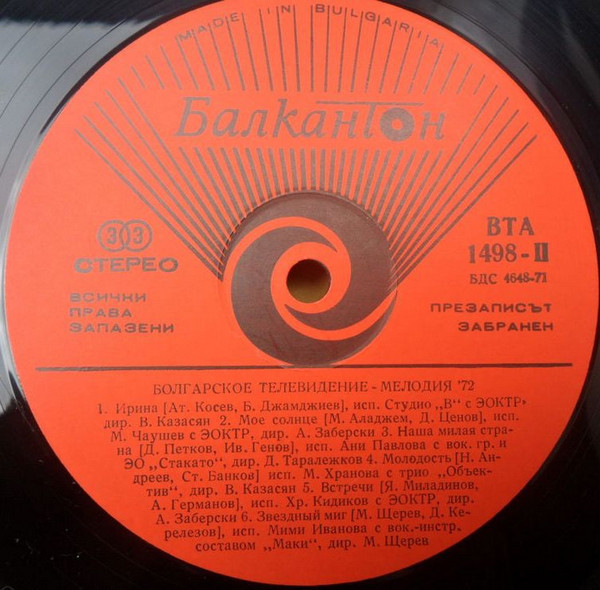 MADE IN BULGARIA
Балкантон
33
СТЕРЕО
ВСИЧКИ
ПРАВА
ЗАПАЗЕНИ
ВТА
1498-II
БДС 4648-71
ПРЕЗАПИСЪТ
ЗАБРАНЕН
БОЛГАРСКОЕ ТЕЛЕВИДЕНИЕ - МЕЛОДИЯ '72
1. Ирина [Ат. Косев, Б. Джамджиев], исп. Студио „В“ с ЭОКТР,
дир. В. Казасян 2. Мое солнце [М. Аладжем, Д. Ценов], исп.
М. Чаушев с ЭОКТР, дир. А. Заберски 3. Наша милая стра-
на [Д. Петков, Ив. Генов], исп. Ани Павлова с вок. гр. и
ЭО „Стакато“, дир. Д. Таралежков 4. Молодость [Н. Ан-
дреев, Ст. Банков] исп. М. Хранова с трио „Объек-
тив“, дир. В. Казасян 5. Встречи [Я. Миладинов,
А. Германов], исп. Хр. Кидиков с ЭОКТР, дир.
А. Заберски 6. Звездный миг [М. Щерев, Д. Ке-
релезов], исп. Мими Иванова с вок.-инстр.
составом „Маки“, дир. М. Щерев